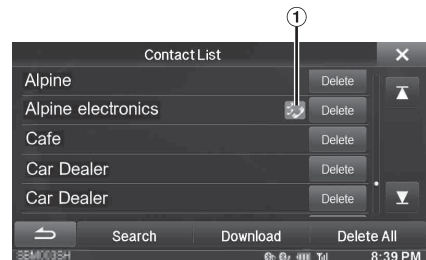 1
Contact List
Alpine Delete
Alpine electronics Delete
Cafe Delete
Car Dealer Delete
Car Dealer Delete
Search Download Delete All
8:39 PM